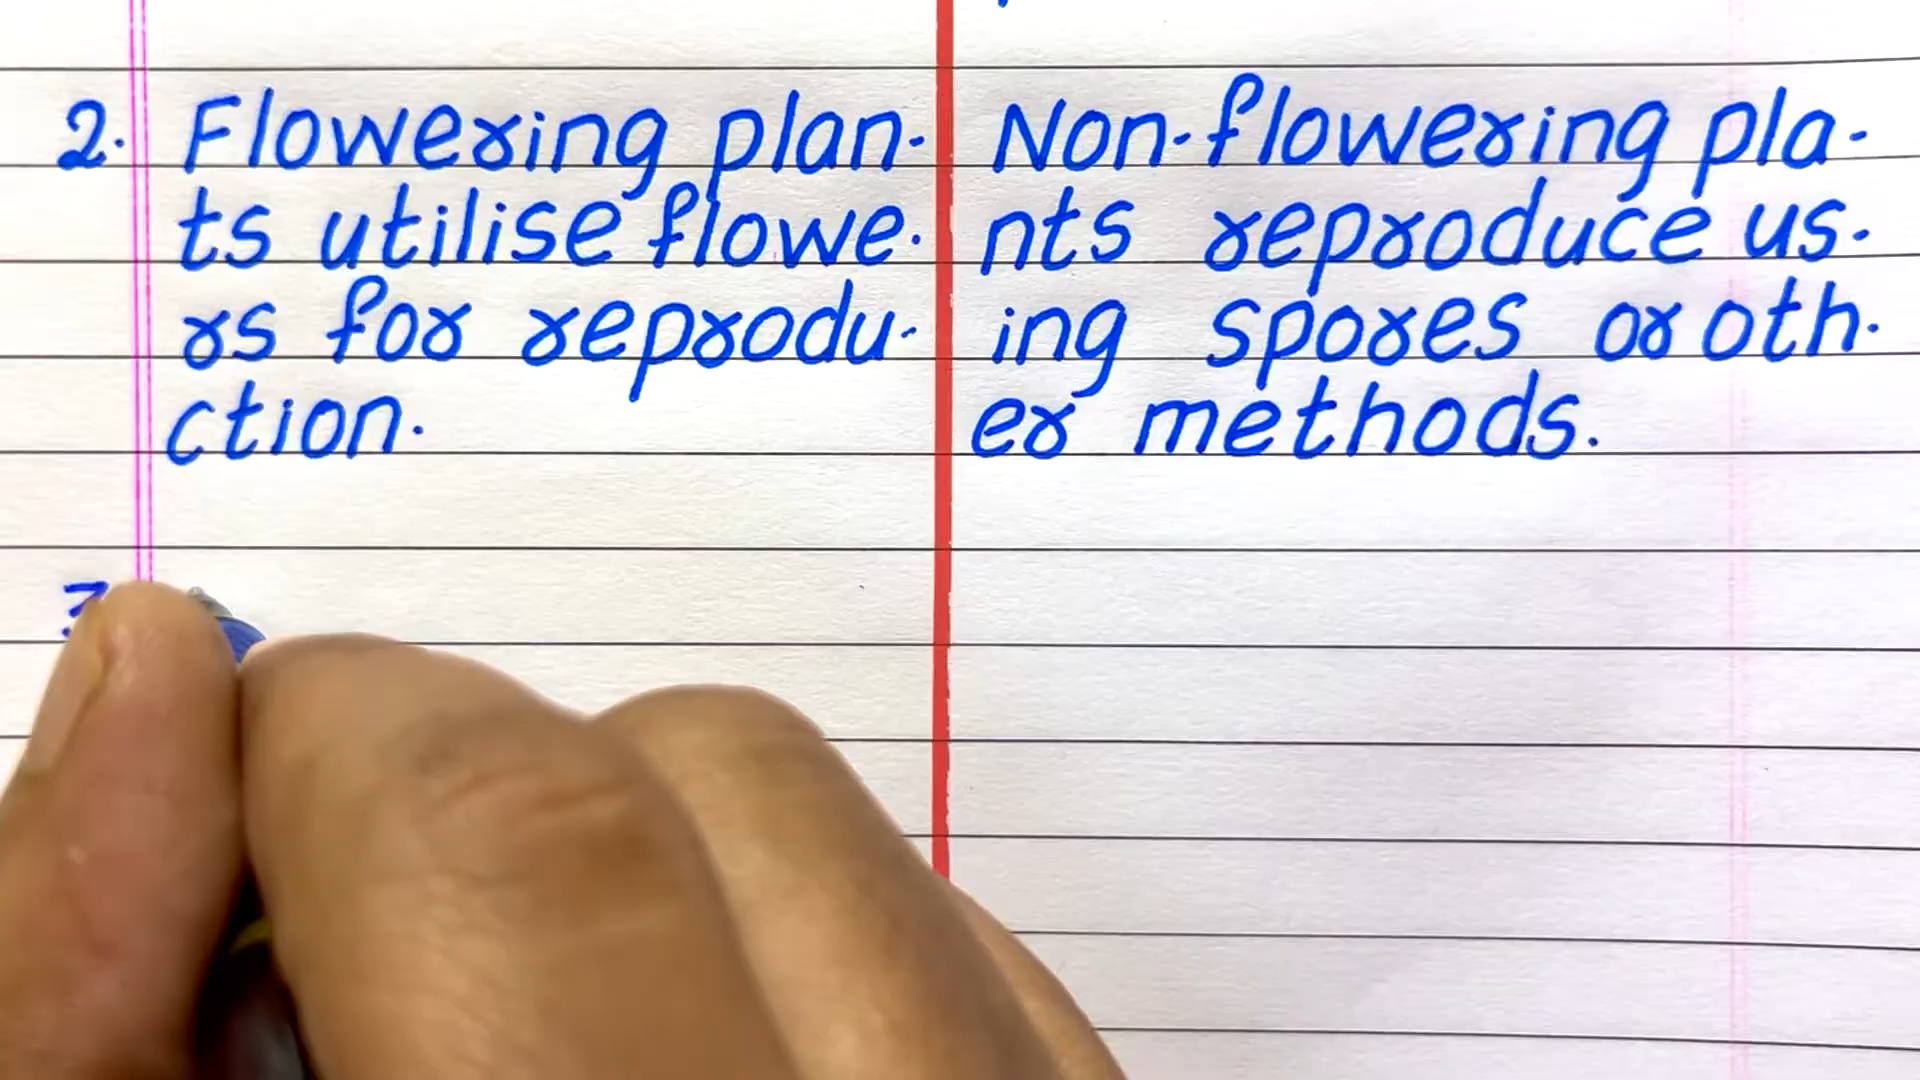 2. Flowering plan-
ts utilise flowe-
rs for reprodu-
ction.
Non-flowering pla-
nts reproduce us-
ing spores or oth-
er methods.
3